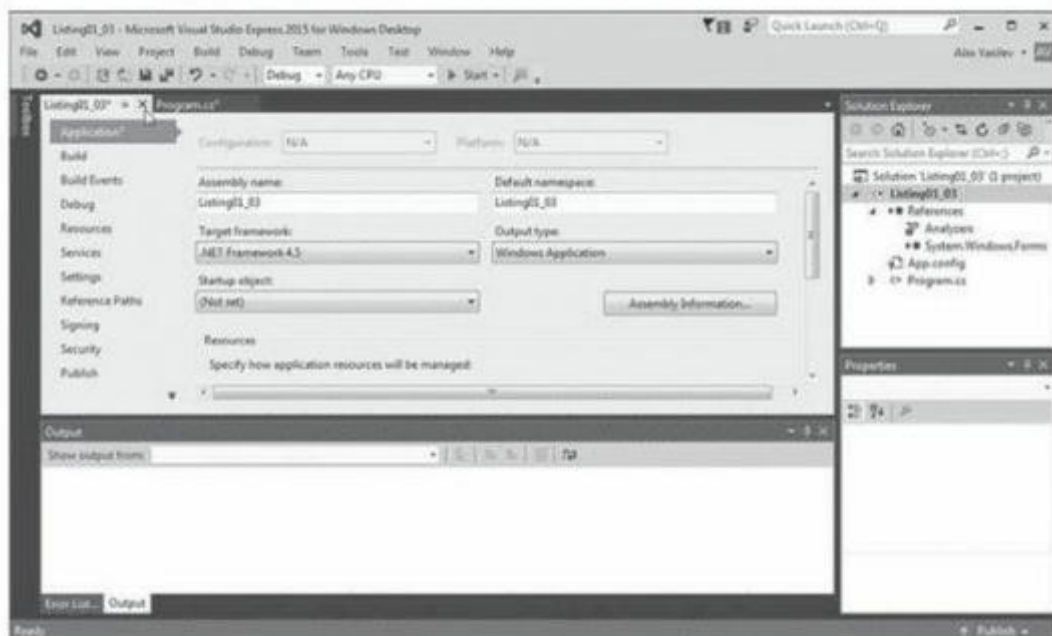 Listing01_03 - Microsoft Visual Studio Express 2015 for Windows Desktop
Quick Launch (Ctrl+Q)
File Edit View Project Build Debug Team Tools Test Window Help
Alex Vasilev
Debug Any CPU Start
Toolbox
Listing01_03* Program.cs*
Application*
Build
Build Events
Debug
Resources
Services
Settings
Reference Paths
Signing
Security
Publish
Configuration: N/A Platform: N/A
Assembly name: Default namespace:
Listing01_03 Listing01_03
Target framework: Output type:
.NET Framework 4.5 Windows Application
Startup object:
(Not set) Assembly Information...
Resources
Specify how application resources will be managed:
Solution Explorer
Search Solution Explorer (Ctrl+;)
Solution 'Listing01_03' (1 project)
Listing01_03
References
Analyzers
System.Windows.Forms
App.config
Program.cs
Properties
Output
Show output from:
Error List... Output
Ready
Publish